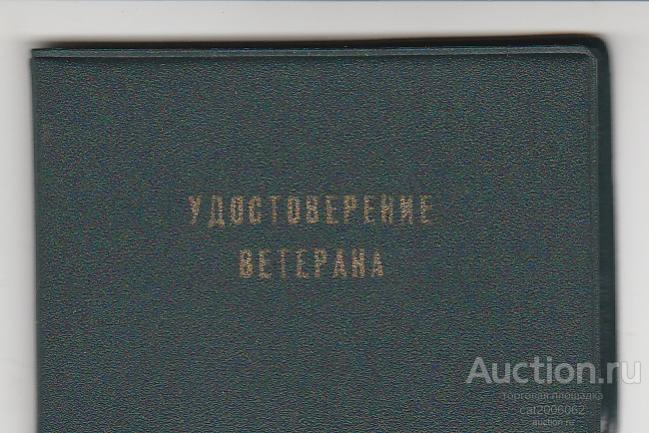 УДОСТОВЕРЕНИЕ
ВЕТЕРАНА
Auction.ru
торговая площадка
cat2006062
auction.ru